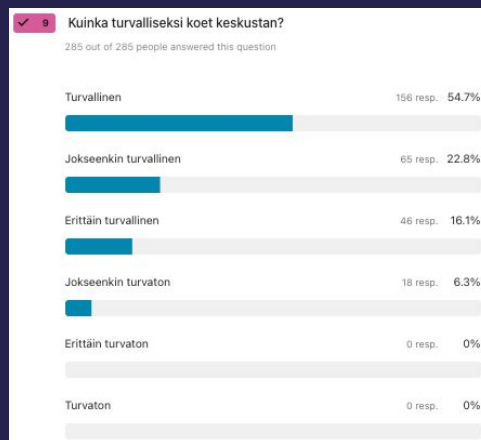 9 Kuinka turvalliseksi koet keskustan?
285 out of 285 people answered this question
Turvallinen 156 resp. 54.7%
Jokseenkin turvallinen 65 resp. 22.8%
Erittäin turvallinen 46 resp. 16.1%
Jokseenkin turvaton 18 resp. 6.3%
Erittäin turvaton 0 resp. 0%
Turvaton 0 resp. 0%